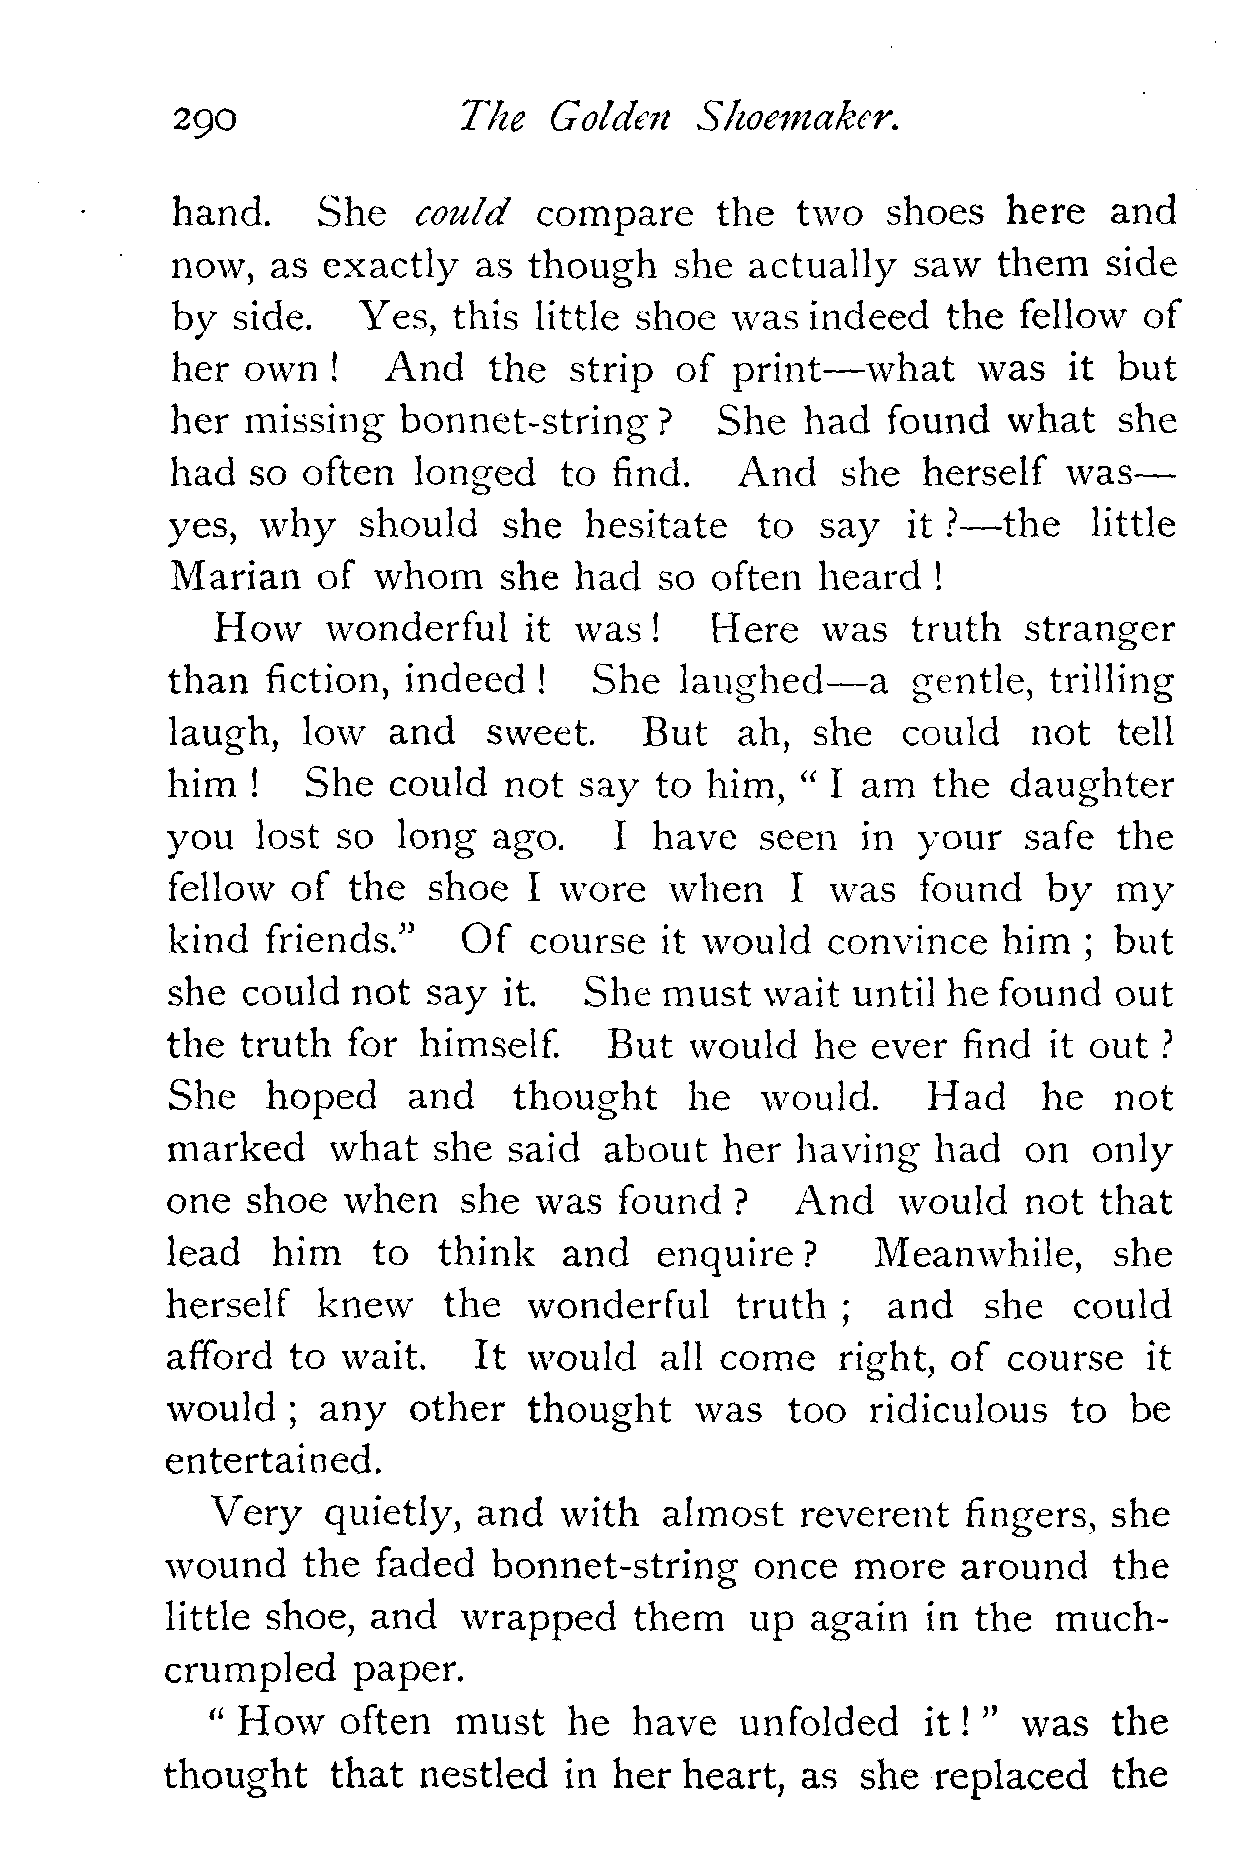 290 The Golden Shoemaker.
hand. She could compare the two shoes here and
now, as exactly as though she actually saw them side
by side. Yes, this little shoe was indeed the fellow of
her own ! And the strip of print—what was it but
her missing bonnet-string ? She had found what she
had so often longed to find. And she herself was—
yes, why should she hesitate to say it ?—the little
Marian of whom she had so often heard !
How wonderful it was ! Here was truth stranger
than fiction, indeed ! She laughed—a gentle, trilling
laugh, low and sweet. But ah, she could not tell
him ! She could not say to him, “ I am the daughter
you lost so long ago. I have seen in your safe the
fellow of the shoe I wore when I was found by my
kind friends.” Of course it would convince him ; but
she could not say it. She must wait until he found out
the truth for himself. But would he ever find it out ?
She hoped and thought he would. Had he not
marked what she said about her having had on only
one shoe when she was found ? And would not that
lead him to think and enquire ? Meanwhile, she
herself knew the wonderful truth ; and she could
afford to wait. It would all come right, of course it
would ; any other thought was too ridiculous to be
entertained.
Very quietly, and with almost reverent fingers, she
wound the faded bonnet-string once more around the
little shoe, and wrapped them up again in the much-
crumpled paper.
“ How often must he have unfolded it ! ” was the
thought that nestled in her heart, as she replaced the